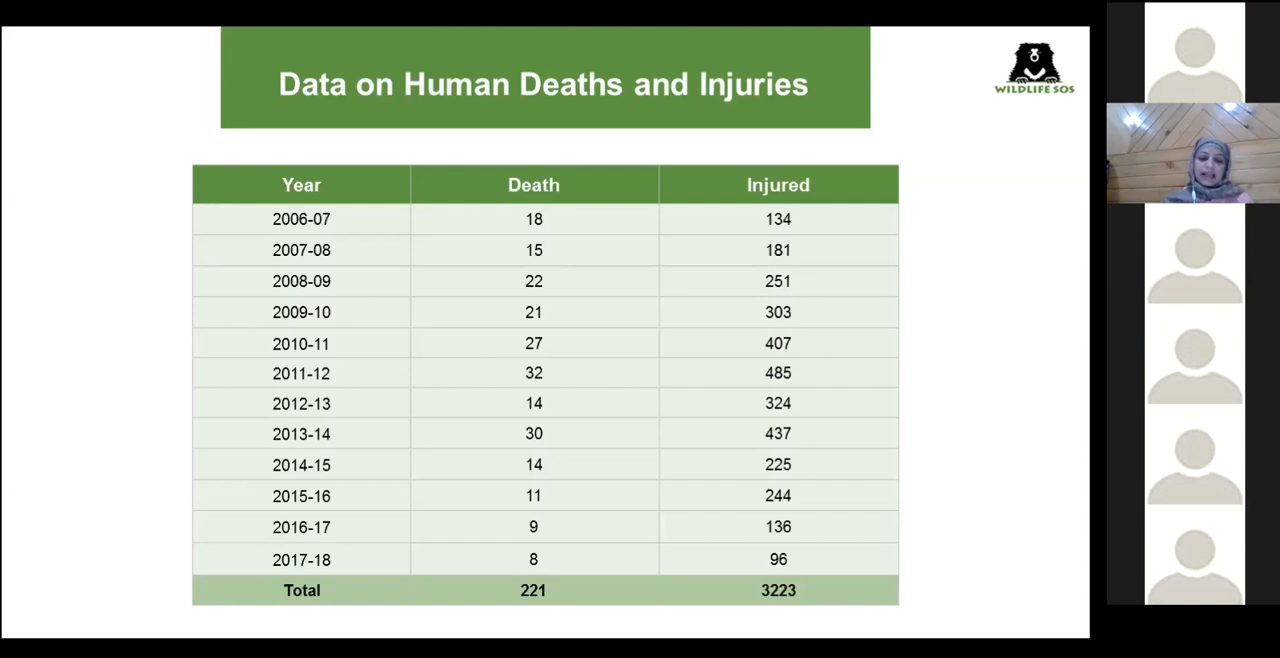 Data on Human Deaths and Injuries
WILDLIFE SOS
Year Death Injured
2006-07 18 134
2007-08 15 181
2008-09 22 251
2009-10 21 303
2010-11 27 407
2011-12 32 485
2012-13 14 324
2013-14 30 437
2014-15 14 225
2015-16 11 244
2016-17 9 136
2017-18 8 96
Total 221 3223